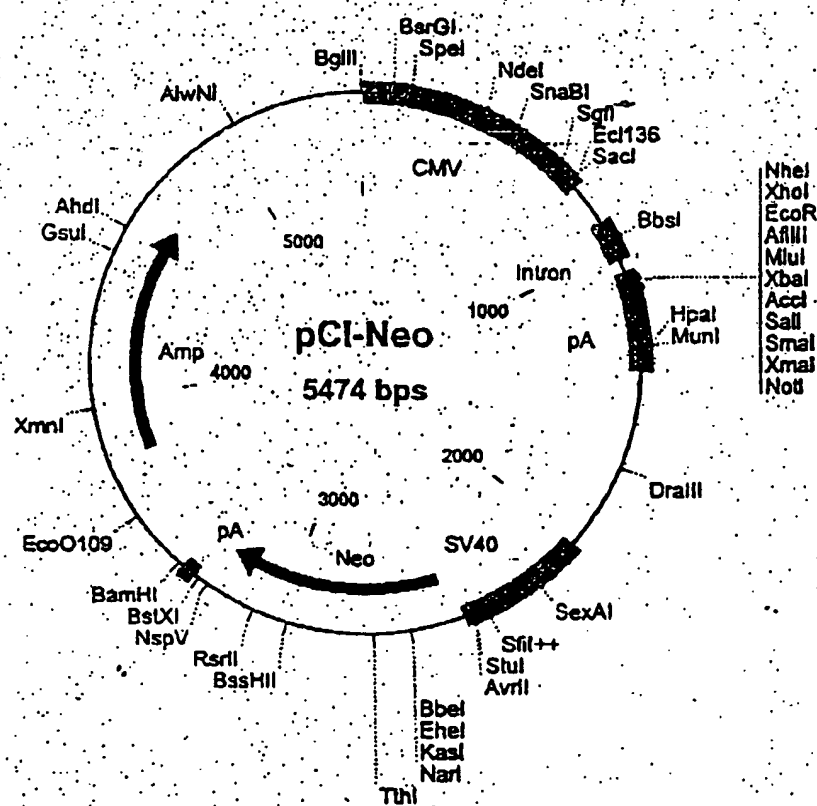 BsrGI
SpeI
BglII
NdeI
SnaBI
SgfI
Ecl136
SacI
AlwNI
CMV
NheI
XhoI
EcoR
AflIII
MluI
XbaI
AccI
SalI
SmaI
XmaI
NotI
BbsI
AhdI
GsuI
5000
Intron
1000
HpaI
MunI
pA
pCI-Neo
5474 bps
Amp
4000
XmnI
2000
DraIII
3000
pA
Neo
SV40
EcoO109
BamHI
BstXI
NspV
SexAI
SfiI++
StuI
AvrII
RsrII
BssHII
BbeI
EheI
KasI
NarI
TthI